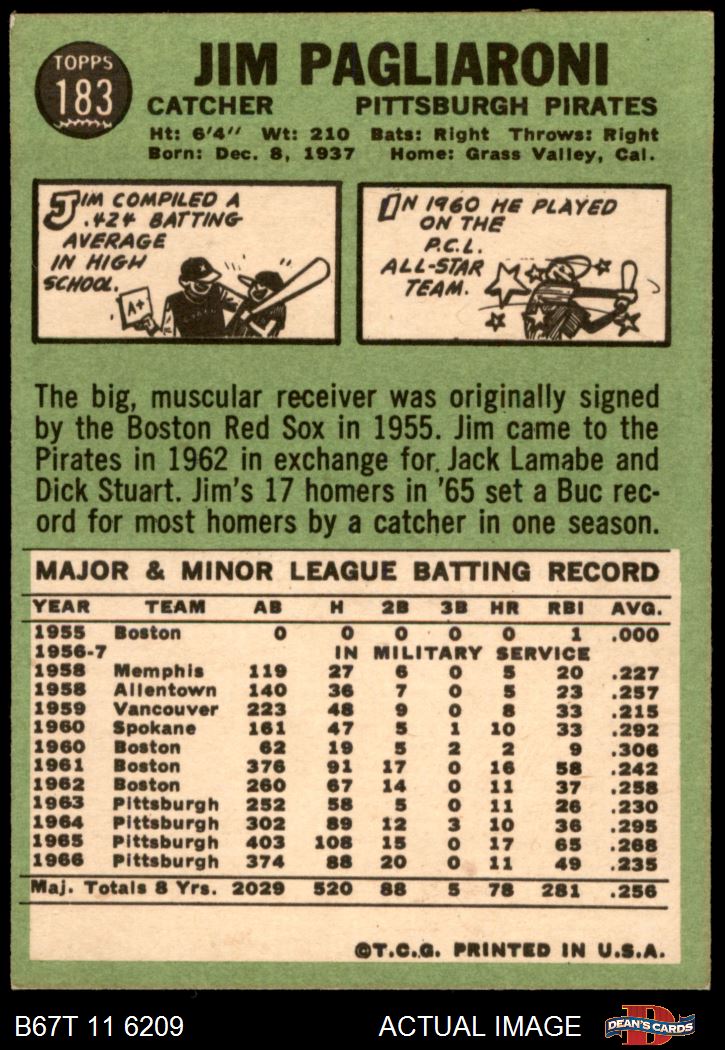 TOPPS
183
JIM PAGLIARONI
CATCHER PITTSBURGH PIRATES
Ht: 6'4" Wt: 210 Bats: Right Throws: Right
Born: Dec. 8, 1937 Home: Grass Valley, Cal.
JIM COMPILED A
.424 BATTING
AVERAGE
IN HIGH
SCHOOL.
A+
IN 1960 HE PLAYED
ON THE
P.C.L.
ALL-STAR
TEAM.
The big, muscular receiver was originally signed
by the Boston Red Sox in 1955. Jim came to the
Pirates in 1962 in exchange for Jack Lamabe and
Dick Stuart. Jim's 17 homers in '65 set a Buc rec-
ord for most homers by a catcher in one season.
MAJOR & MINOR LEAGUE BATTING RECORD
YEAR TEAM AB H 2B 3B HR RBI AVG.
1955 Boston 0 0 0 0 0 1 .000
1956-7 IN MILITARY SERVICE
1958 Memphis 119 27 6 0 5 20 .227
1958 Allentown 140 36 7 0 5 23 .257
1959 Vancouver 223 48 9 0 8 33 .215
1960 Spokane 161 47 5 1 10 33 .292
1960 Boston 62 19 5 2 2 9 .306
1961 Boston 376 91 17 0 16 58 .242
1962 Boston 260 67 14 0 11 37 .258
1963 Pittsburgh 252 58 5 0 11 26 .230
1964 Pittsburgh 302 89 12 3 10 36 .295
1965 Pittsburgh 403 108 15 0 17 65 .268
1966 Pittsburgh 374 88 20 0 11 49 .235
Maj. Totals 8 Yrs. 2029 520 88 5 78 281 .256
©T.C.G. PRINTED IN U.S.A.
B67T 11 6209 ACTUAL IMAGE DEAN'S CARDS